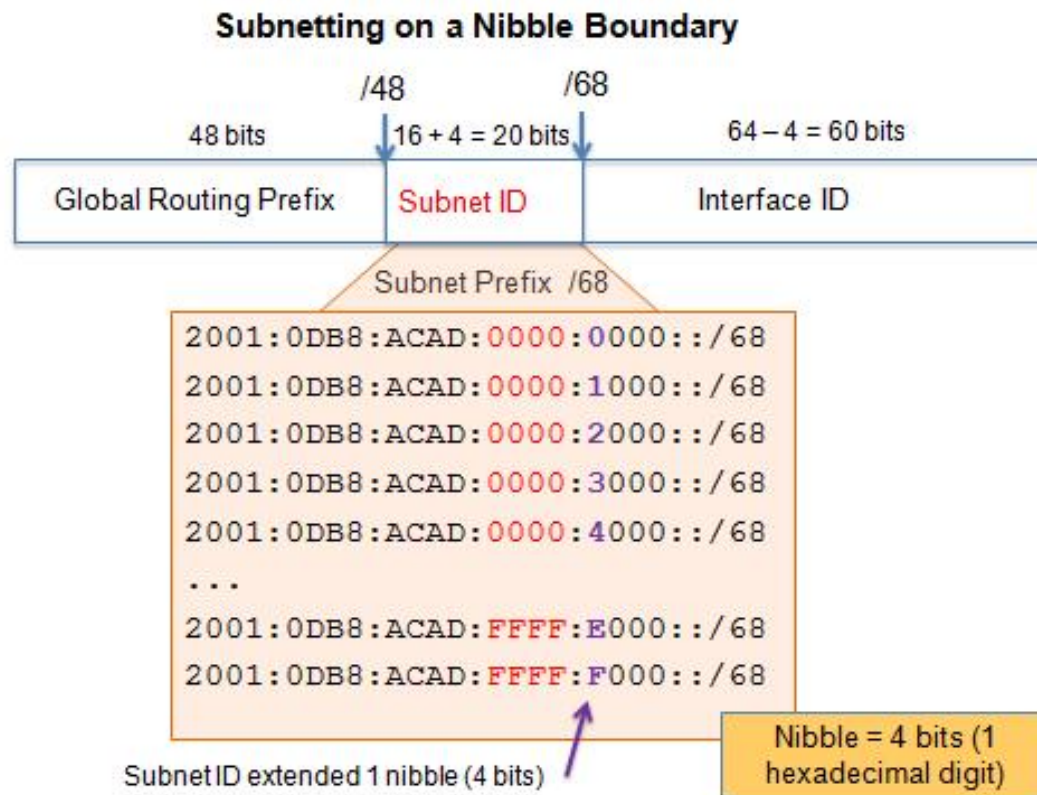 Subnetting on a Nibble Boundary
/48 /68
48 bits 16 + 4 = 20 bits 64 – 4 = 60 bits
Global Routing Prefix Subnet ID Interface ID
Subnet Prefix /68
2001:0DB8:ACAD:0000:0000::/68
2001:0DB8:ACAD:0000:1000::/68
2001:0DB8:ACAD:0000:2000::/68
2001:0DB8:ACAD:0000:3000::/68
2001:0DB8:ACAD:0000:4000::/68
...
2001:0DB8:ACAD:FFFF:E000::/68
2001:0DB8:ACAD:FFFF:F000::/68
Subnet ID extended 1 nibble (4 bits)
Nibble = 4 bits (1
hexadecimal digit)